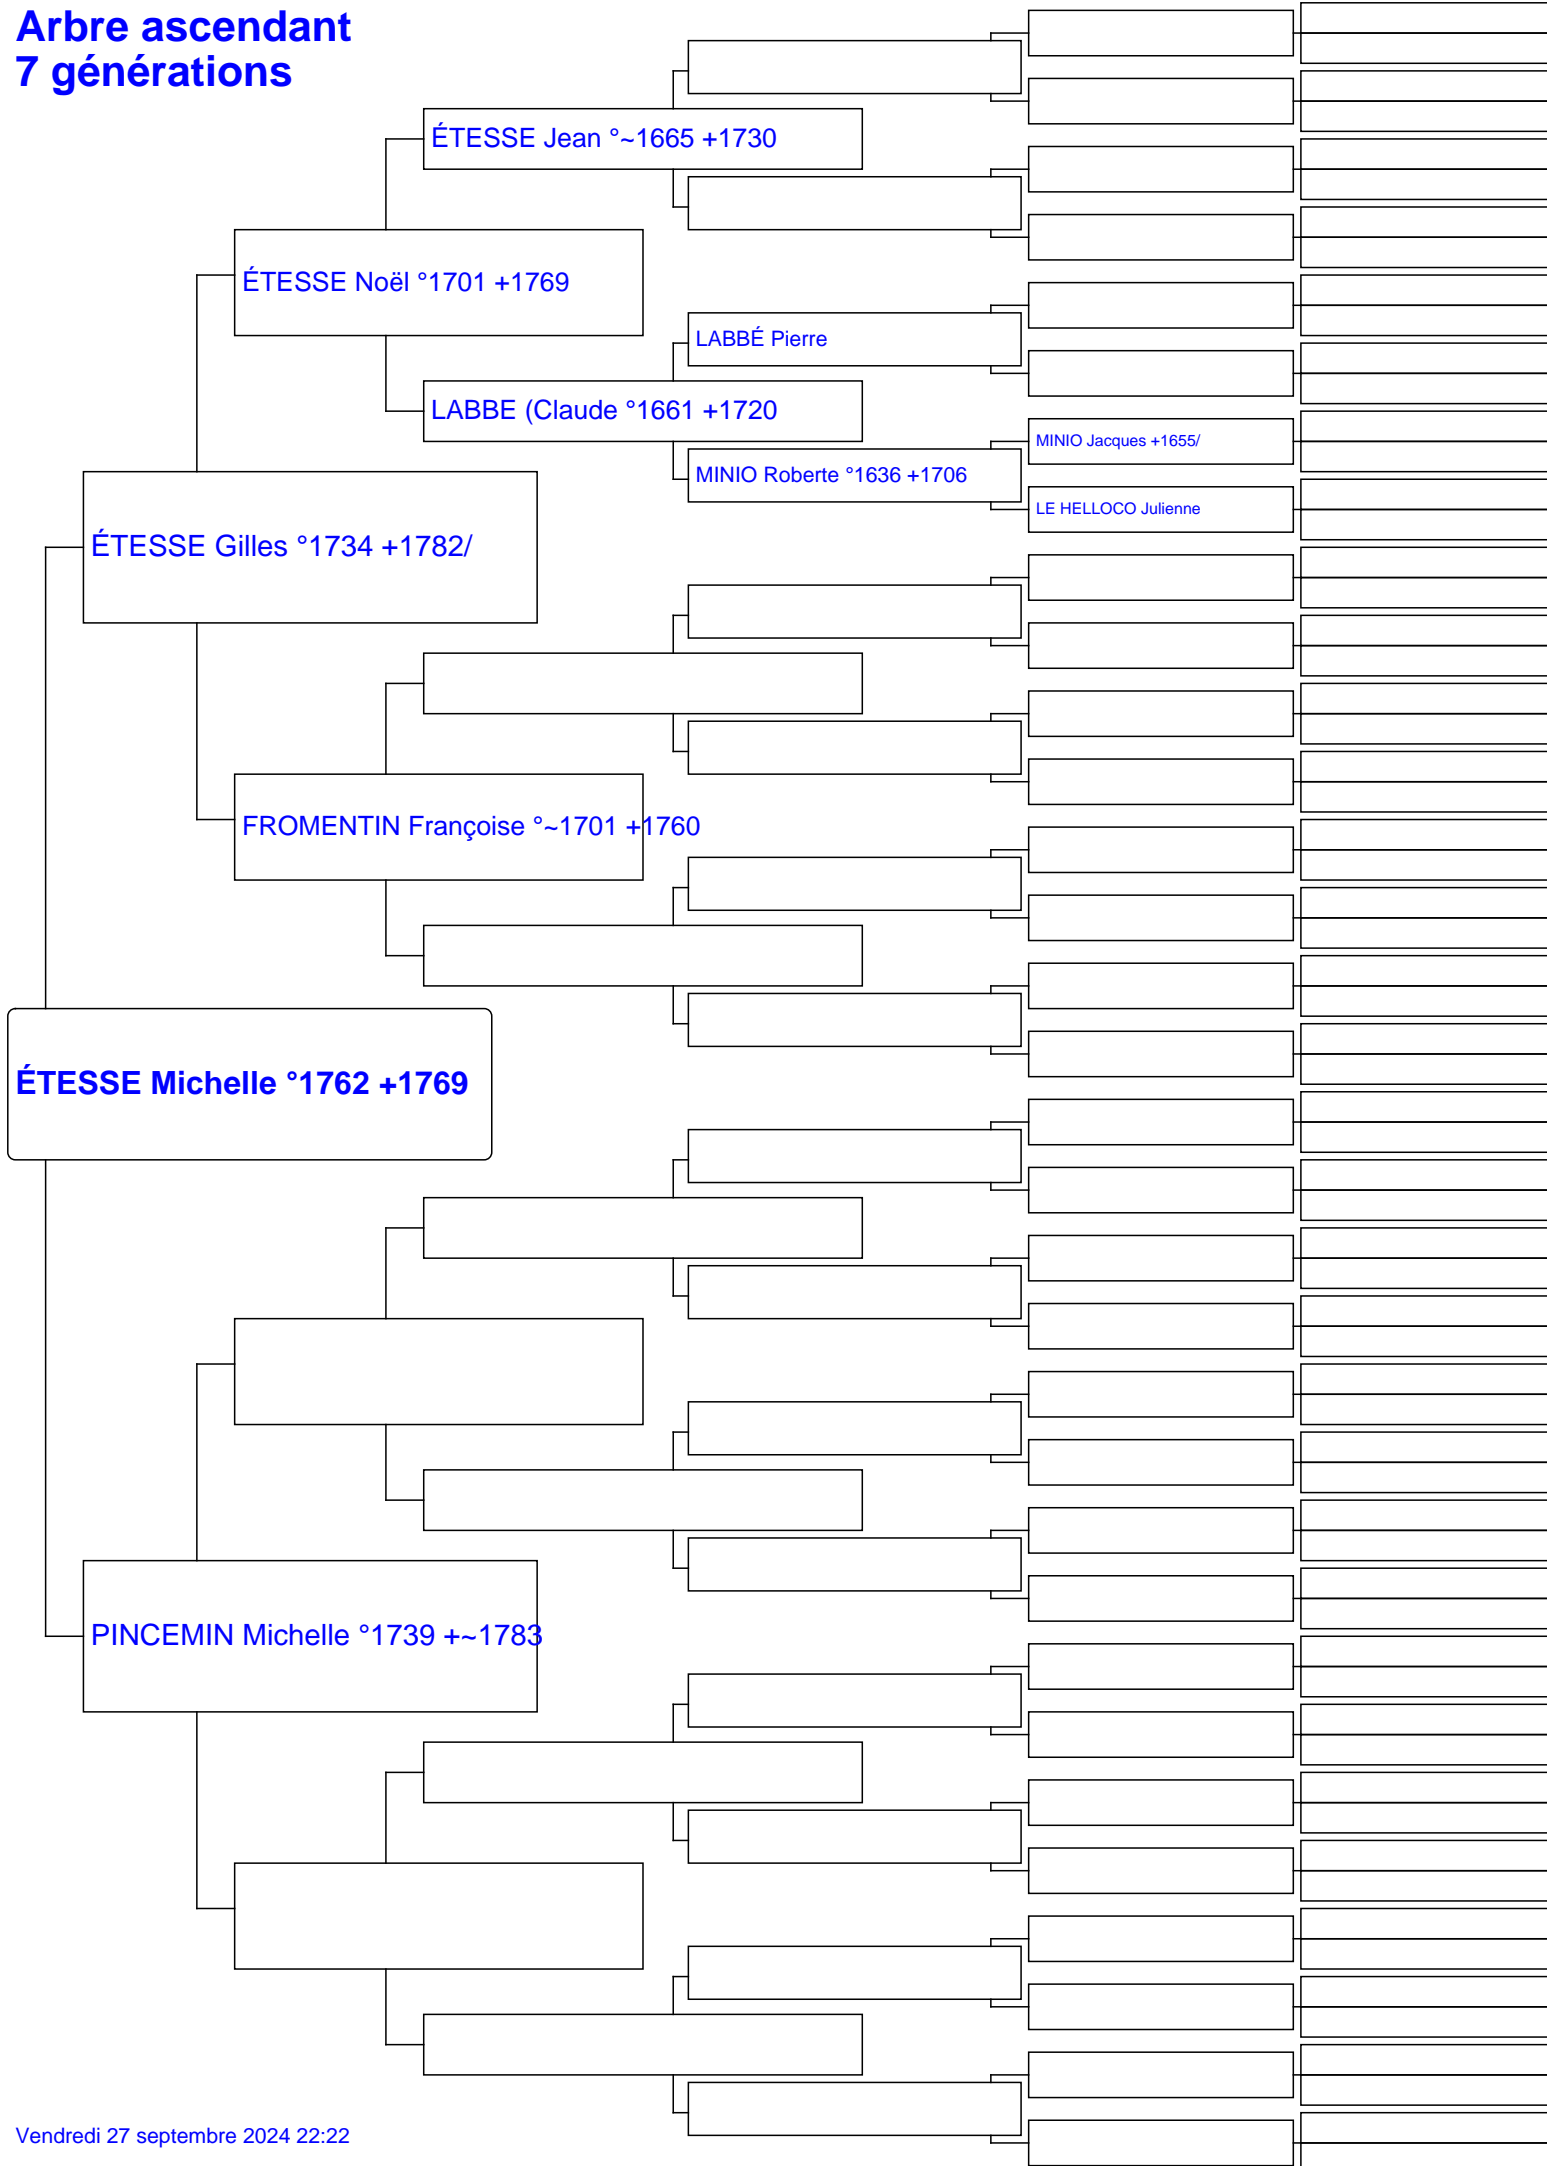 Arbre ascendant
7 générations
ÉTESSE Jean °~1665 +1730
ÉTESSE Noël °1701 +1769
LABBÉ Pierre
LABBE (Claude °1661 +1720
MINIO Jacques +1655/
MINIO Roberte °1636 +1706
LE HELLOCO Julienne
ÉTESSE Gilles °1734 +1782/
FROMENTIN Françoise °~1701 +1760
ÉTESSE Michelle °1762 +1769
PINCEMIN Michelle °1739 +~1783
Vendredi 27 septembre 2024 22:22